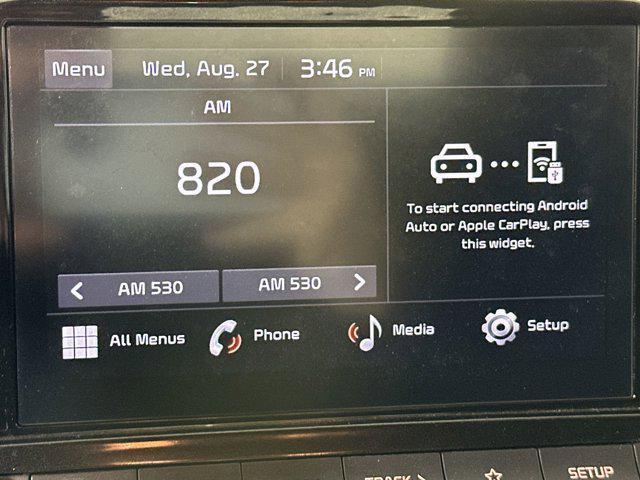 Menu
Wed, Aug. 27
3:46 PM
AM
820
< AM 530
AM 530 >
To start connecting Android
Auto or Apple CarPlay, press
this widget.
All Menus
Phone
Media
Setup
TRACK >
SETUP